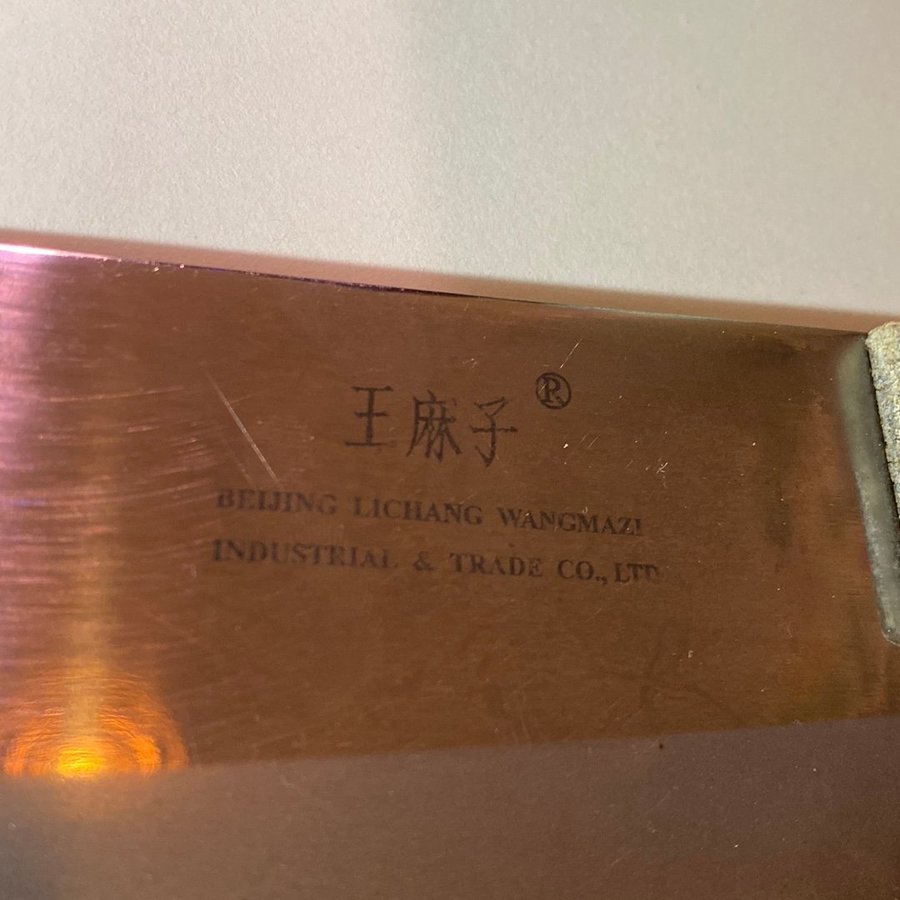 王麻子®
BEIJING LICHANG WANGMAZI
INDUSTRIAL & TRADE CO., LTD